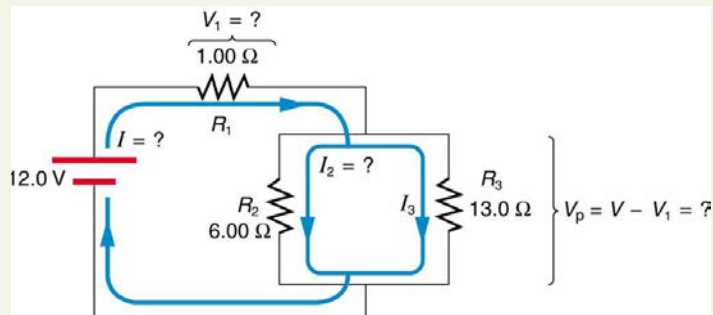 V₁ = ?
1.00 Ω
R₁
I = ?
12.0 V
I₂ = ?
R₂
6.00 Ω
I₃
R₃
13.0 Ω
Vₚ = V – V₁ = ?